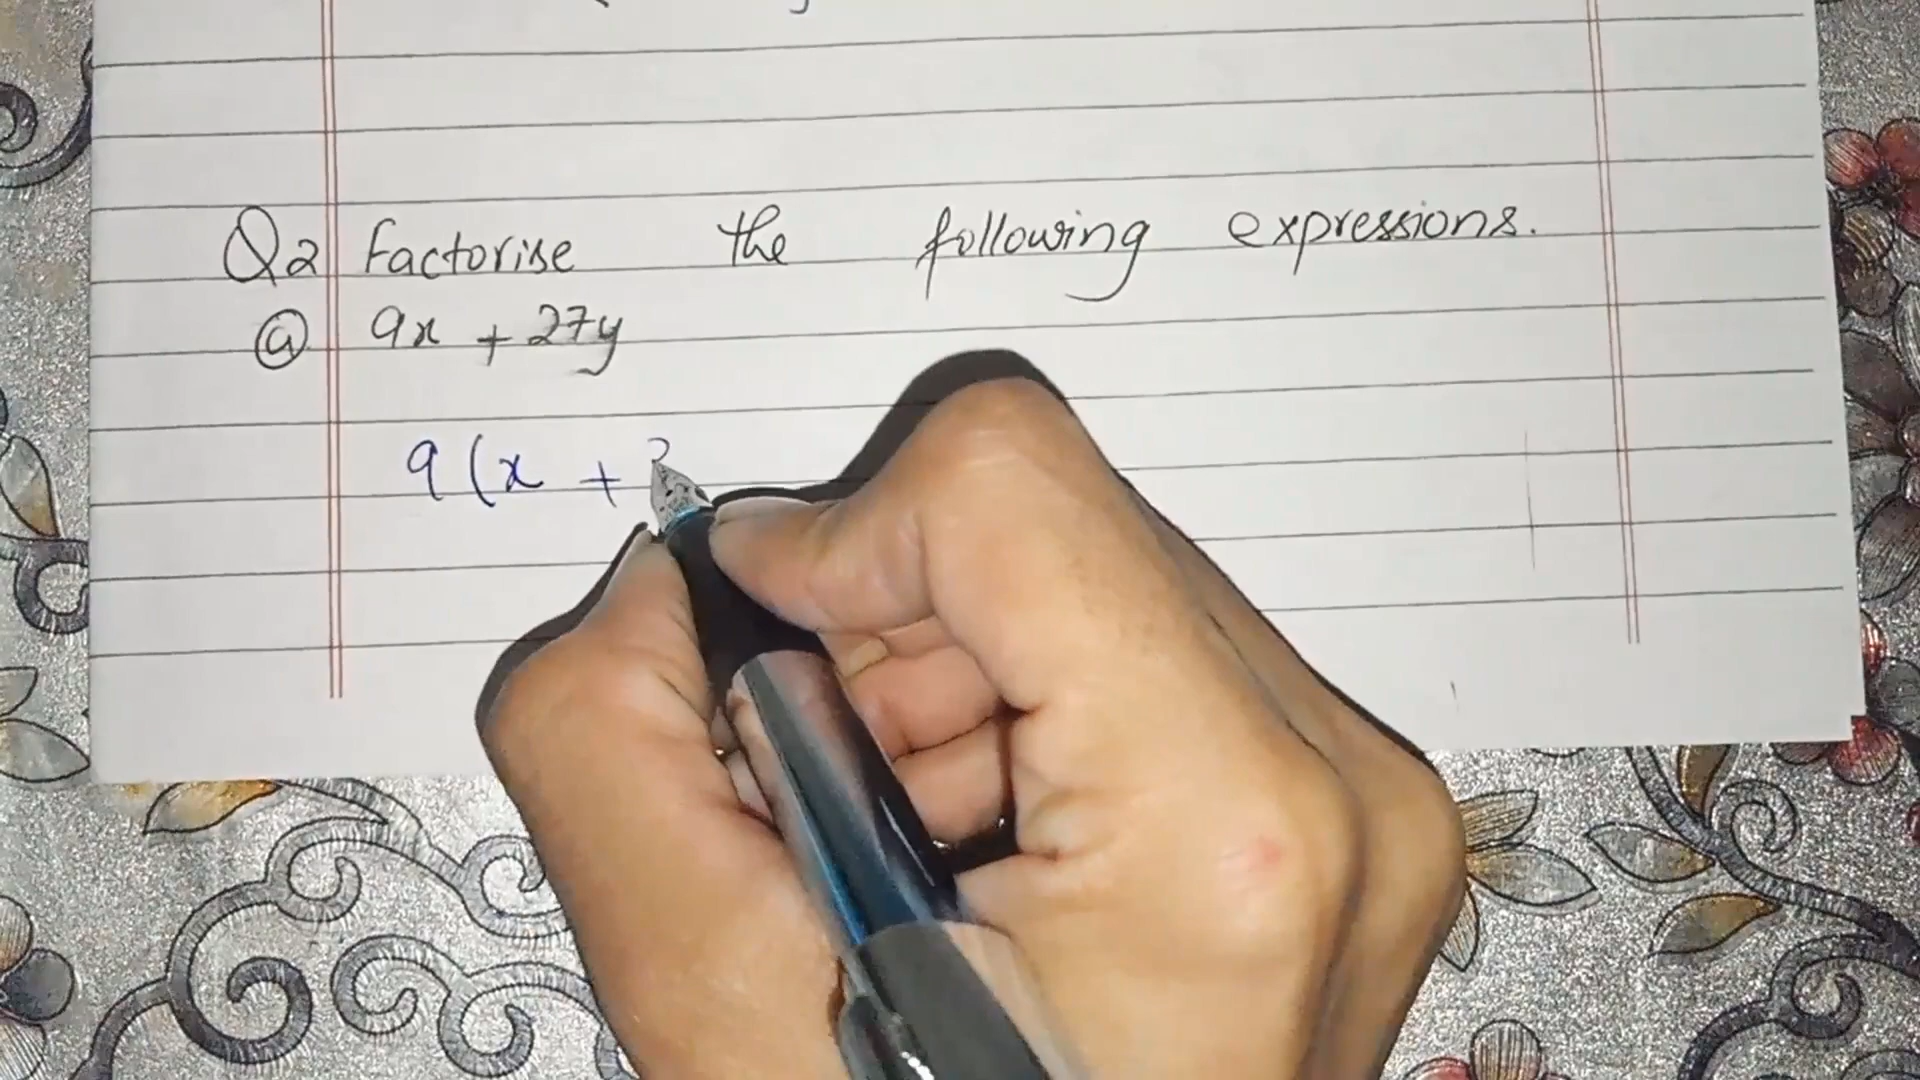 Q2 Factorise the following expressions.
@ 9x + 27y
9 (x +